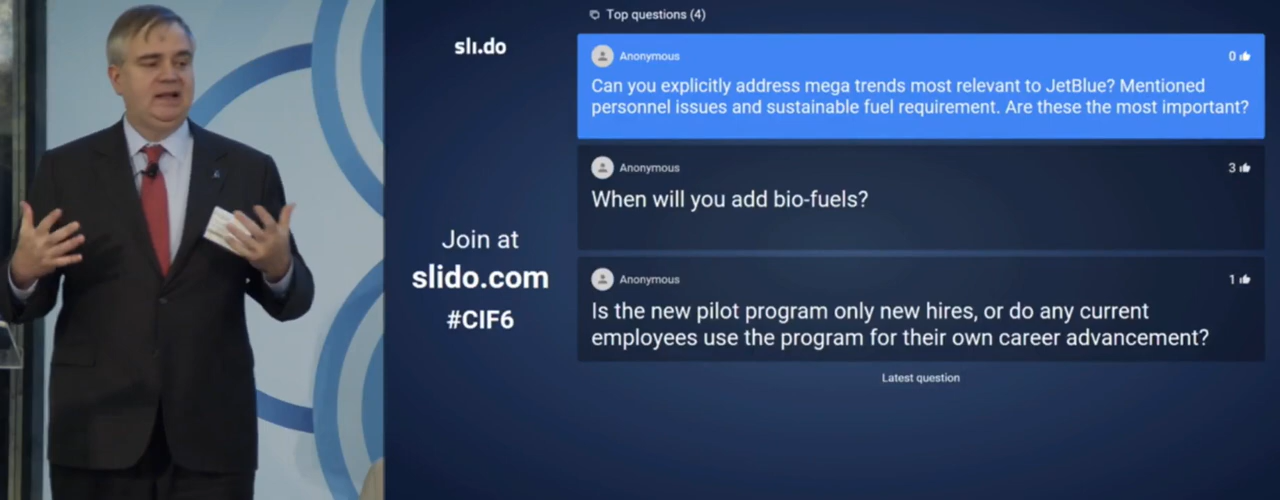 Top questions (4)
sli.do
Anonymous
0
Can you explicitly address mega trends most relevant to JetBlue? Mentioned
personnel issues and sustainable fuel requirement. Are these the most important?
Anonymous
3
When will you add bio-fuels?
Join at
slido.com
#CIF6
Anonymous
1
Is the new pilot program only new hires, or do any current
employees use the program for their own career advancement?
Latest question